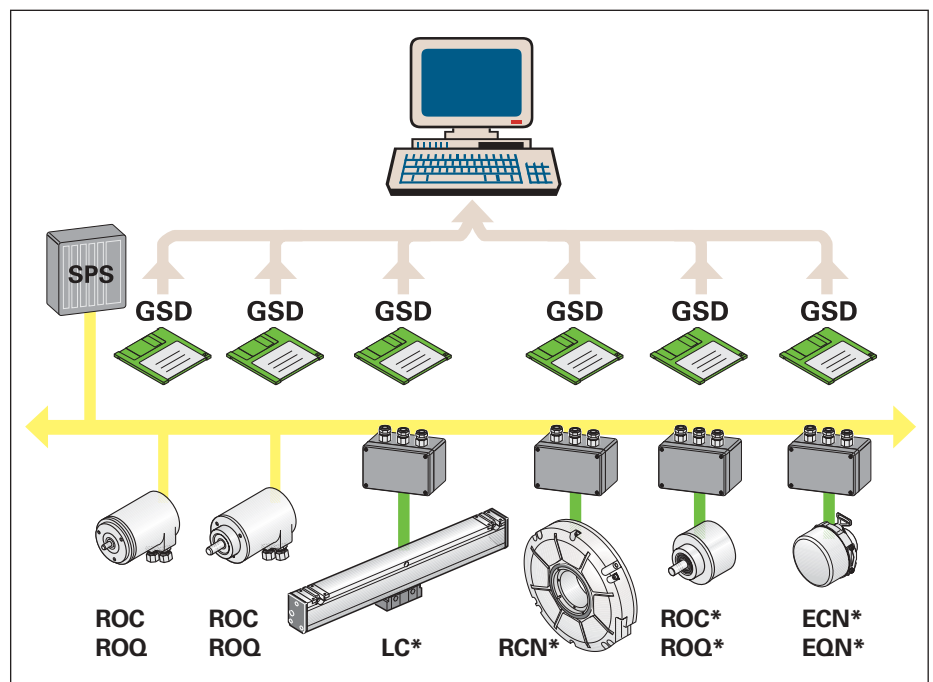 SPS
GSD GSD GSD GSD GSD GSD
ROC ROC LC* RCN* ROC* ECN*
ROQ ROQ ROQ* EQN*